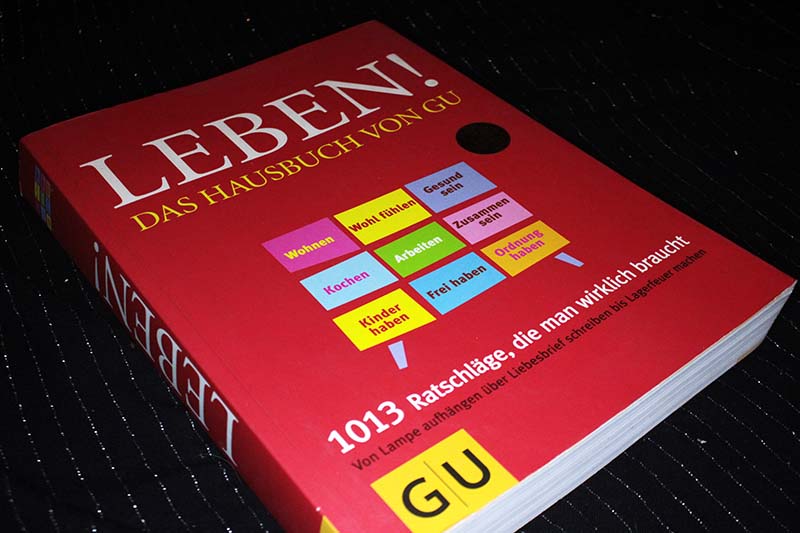 LEBEN!
DAS HAUSBUCH VON GU
Wohnen
Wohl fühlen
Gesund
sein
Kochen
Arbeiten
Zusammen
sein
Kinder
haben
Frei haben
Ordnung
haben
1013 Ratschläge, die man wirklich braucht
Von Lampe aufhängen über Liebesbrief schreiben bis Lagerfeuer machen
G|U
LEBEN!